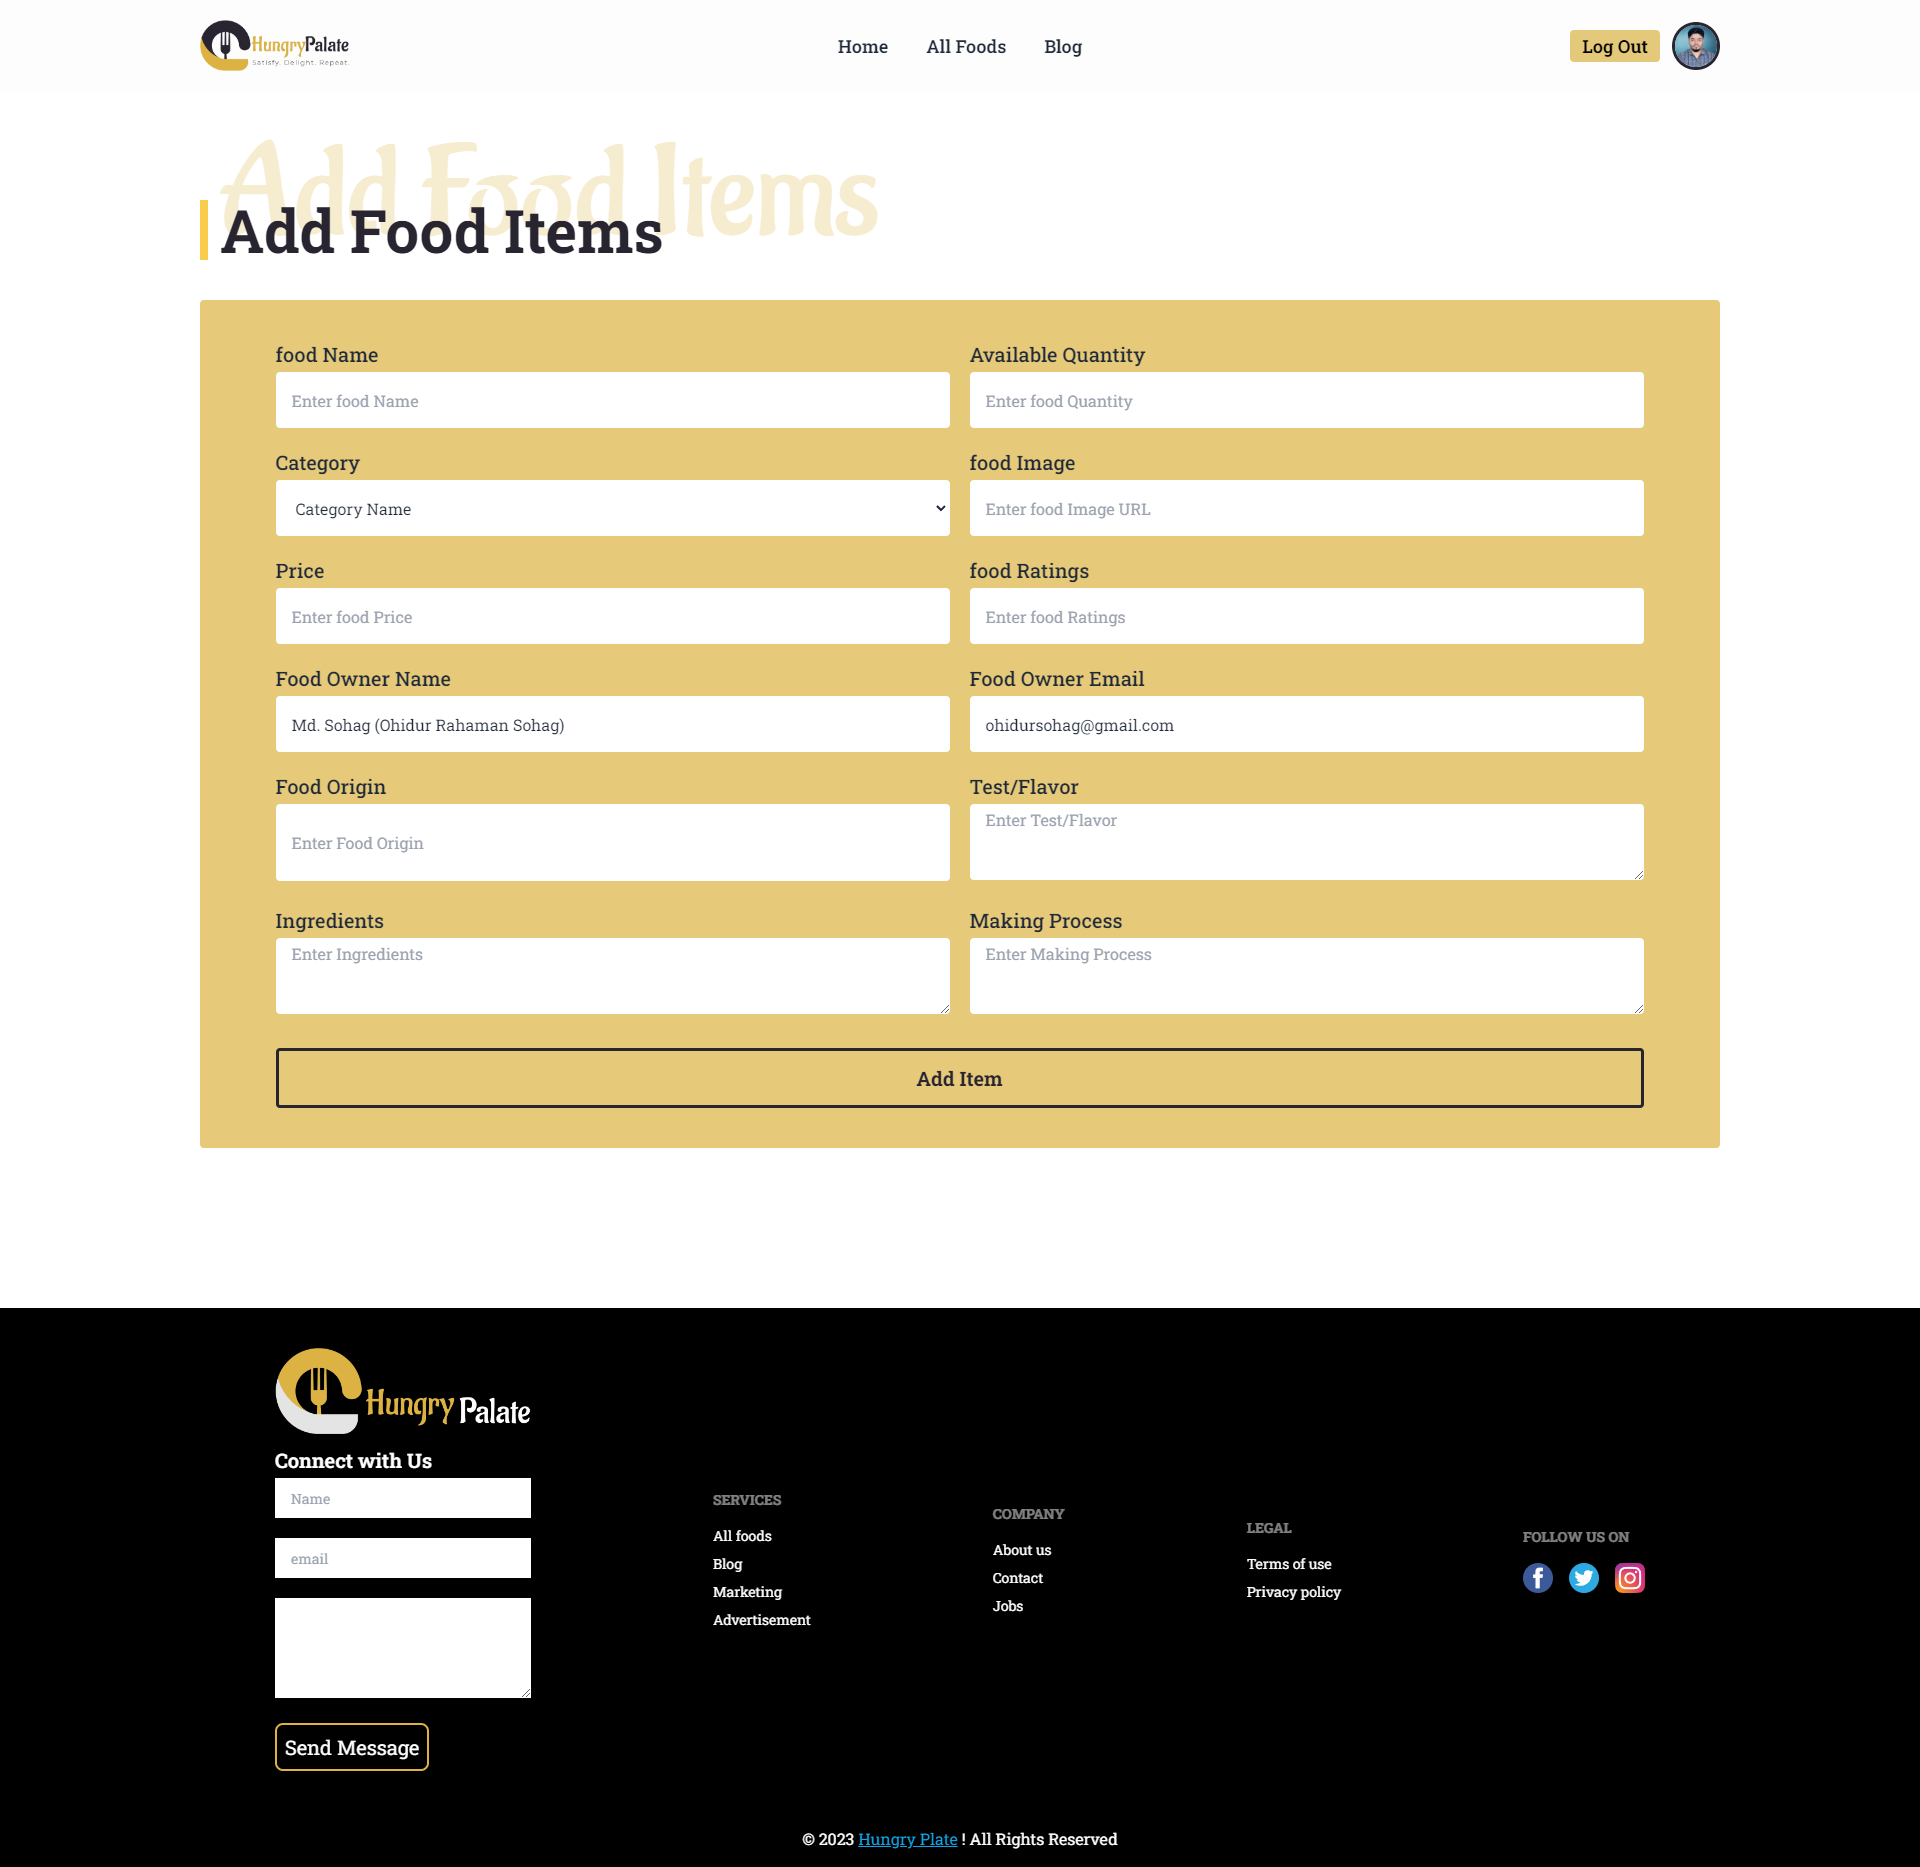 HungryPalate
Satisfy. Delight. Repeat.
Home
All Foods
Blog
Log Out
Add Food Items
Add Food Items
food Name
Available Quantity
Enter food Name
Enter food Quantity
Category
food Image
Category Name
Enter food Image URL
Price
food Ratings
Enter food Price
Enter food Ratings
Food Owner Name
Food Owner Email
Md. Sohag (Ohidur Rahaman Sohag)
ohidursohag@gmail.com
Food Origin
Test/Flavor
Enter Food Origin
Enter Test/Flavor
Ingredients
Making Process
Enter Ingredients
Enter Making Process
Add Item
Hungry Palate
Connect with Us
Name
email
Send Message
SERVICES
All foods
Blog
Marketing
Advertisement
COMPANY
About us
Contact
Jobs
LEGAL
Terms of use
Privacy policy
FOLLOW US ON
© 2023 Hungry Plate ! All Rights Reserved